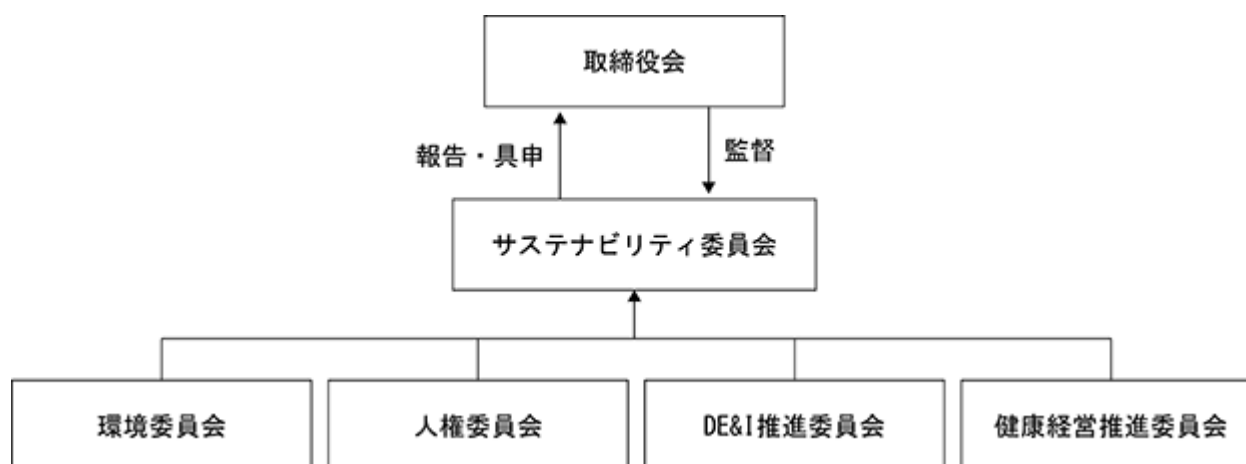 取締役会
報告・具申
監督
サステナビリティ委員会
環境委員会
人権委員会
DE&I推進委員会
健康経営推進委員会